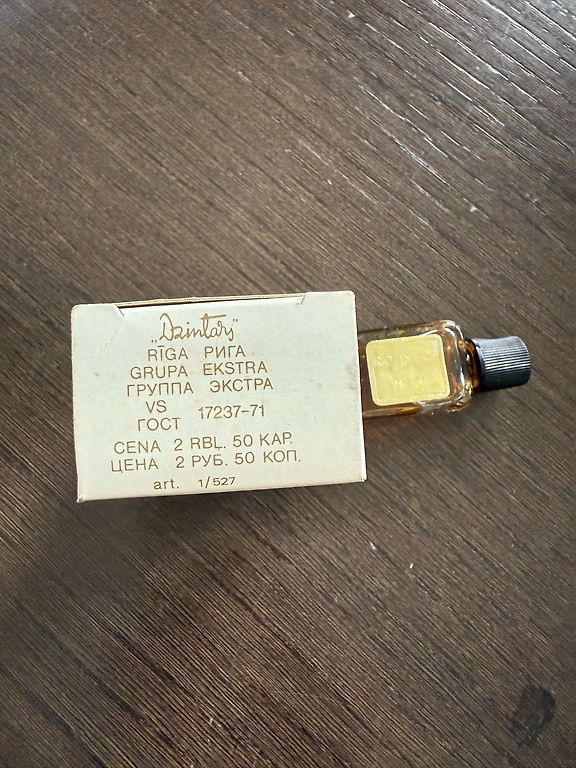 „Dzintars”
RĪGA РИГА
GRUPA EKSTRA
ГРУППА ЭКСТРА
VS
ГОСТ 17237-71
CENA 2 RBL. 50 KAP.
ЦЕНА 2 РУБ. 50 КОП.
art. 1/527